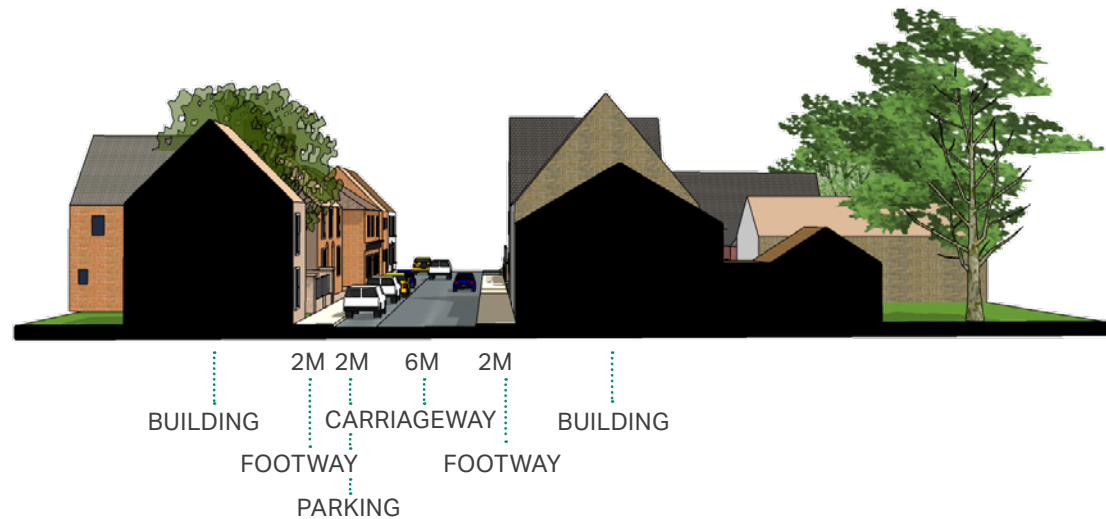 2M 2M 6M 2M
BUILDING CARRIAGEWAY BUILDING
FOOTWAY FOOTWAY
PARKING